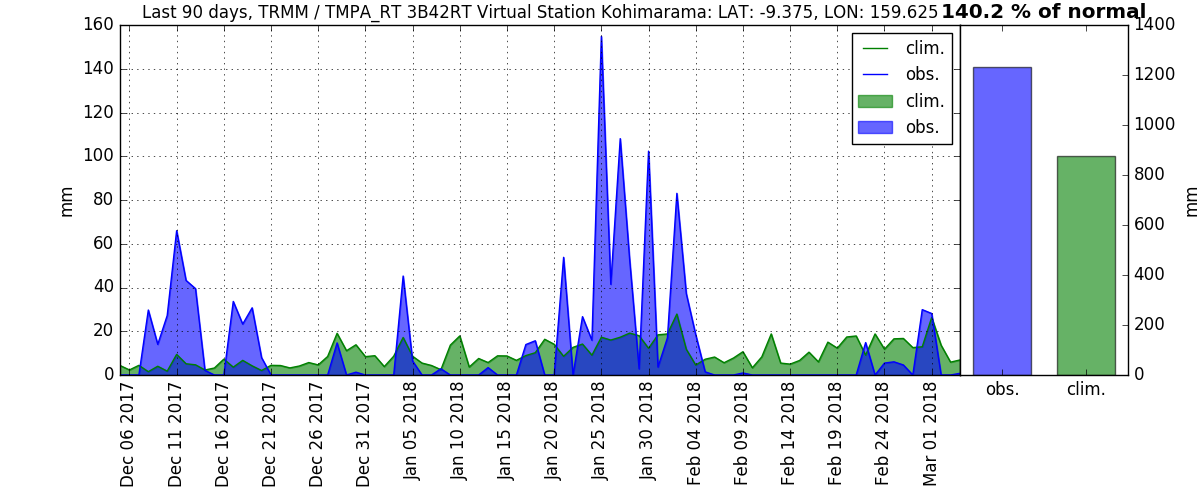 Last 90 days, TRMM / TMPA_RT 3B42RT Virtual Station Kohimarama: LAT: -9.375, LON: 159.625
140.2 % of normal
160
140
120
100
80
60
40
20
0
mm
clim.
obs.
clim.
obs.
Dec 06 2017
Dec 11 2017
Dec 16 2017
Dec 21 2017
Dec 26 2017
Dec 31 2017
Jan 05 2018
Jan 10 2018
Jan 15 2018
Jan 20 2018
Jan 25 2018
Jan 30 2018
Feb 04 2018
Feb 09 2018
Feb 14 2018
Feb 19 2018
Feb 24 2018
Mar 01 2018
1400
1200
1000
800
600
400
200
0
mm
obs.
clim.